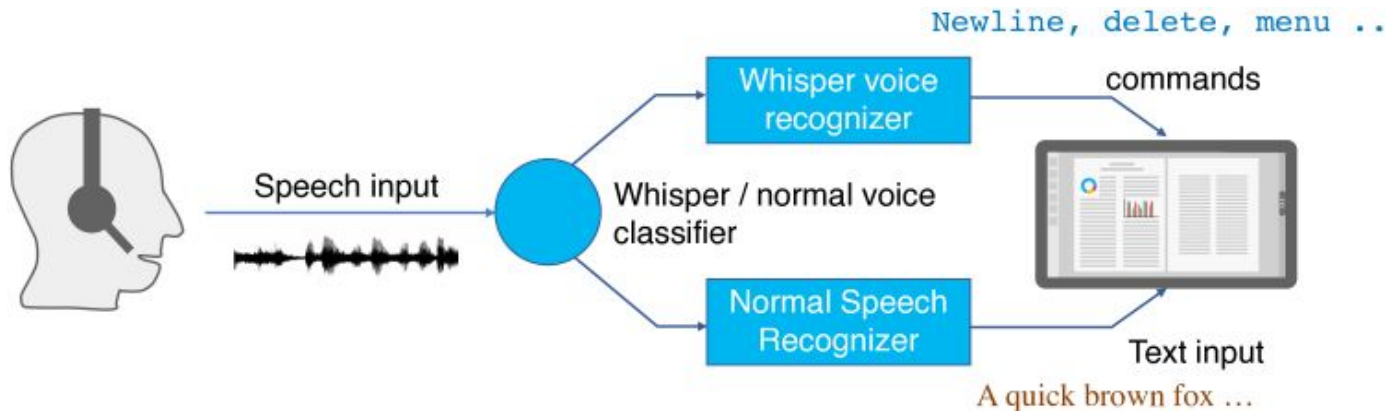 Newline, delete, menu ..
Whisper voice
recognizer
commands
Speech input
Whisper / normal voice
classifier
Normal Speech
Recognizer
Text input
A quick brown fox ...